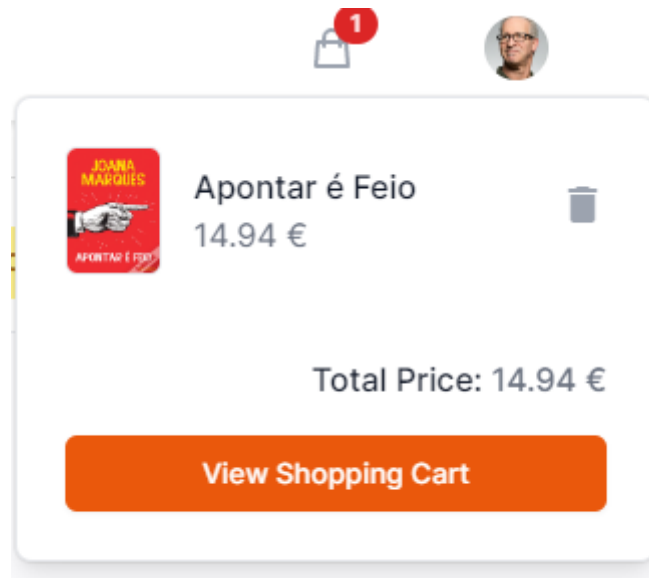 1
JOANA
MARQUES
APONTAR É FEIO
Apontar é Feio
14.94 €
Total Price: 14.94 €
View Shopping Cart